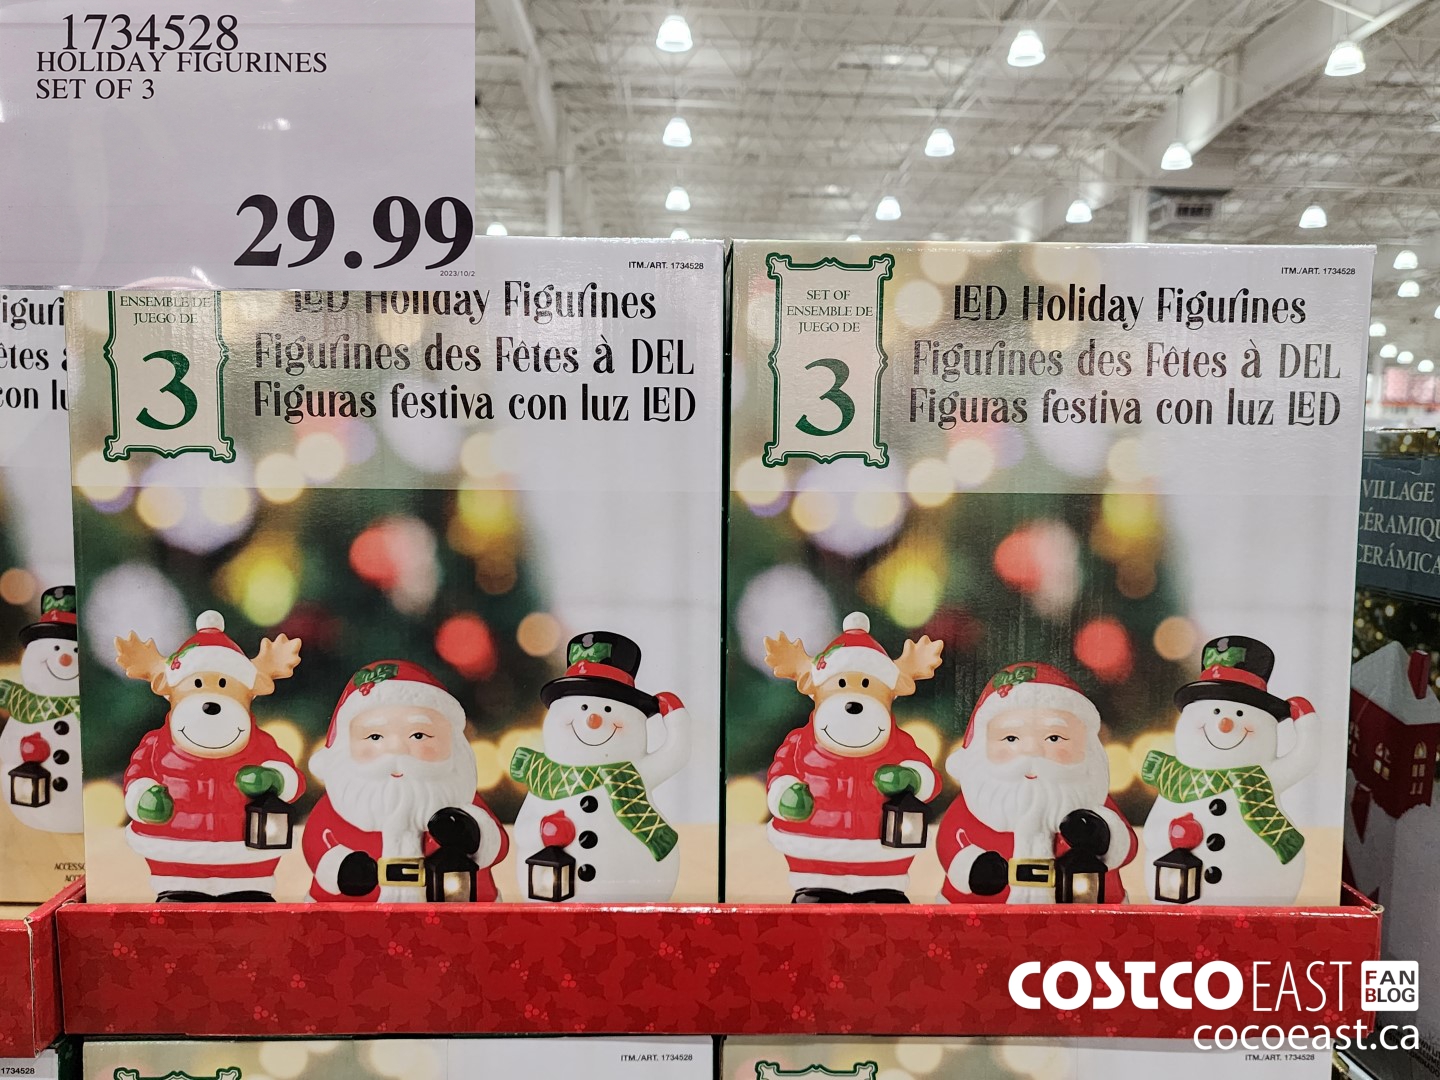 1734528
HOLIDAY FIGURINES
SET OF 3
29.99
2023/10/2
ITM./ART. 1734528
ENSEMBLE DE
JUEGO DE
3
LED Holiday Figurines
Figurines des Fêtes à DEL
Figuras festiva con luz LED
ITM./ART. 1734528
SET OF
ENSEMBLE DE
JUEGO DE
3
LED Holiday Figurines
Figurines des Fêtes à DEL
Figuras festiva con luz LED
con lu
VILLAGE
CÉRAMIQU
CERÁMICA
COSTCO EAST FAN BLOG
cocoeast.ca
1734528
ITM./ART. 1734528
ITM./ART. 1734528